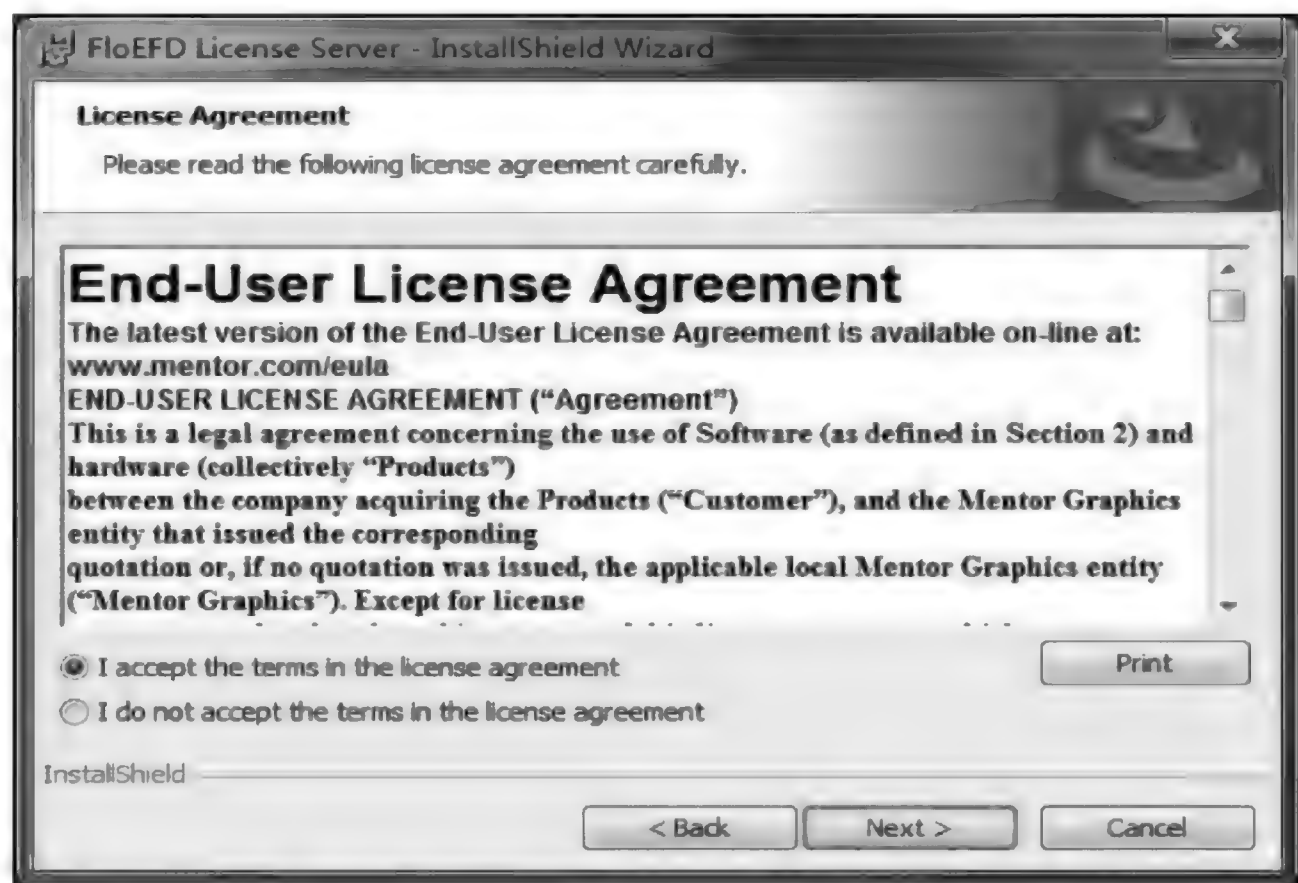 FloEFD License Server - InstallShield Wizard
License Agreement
Please read the following license agreement carefully.
End-User License Agreement
The latest version of the End-User License Agreement is available on-line at:
www.mentor.com/eula
END-USER LICENSE AGREEMENT (“Agreement”)
This is a legal agreement concerning the use of Software (as defined in Section 2) and
hardware (collectively “Products”)
between the company acquiring the Products (“Customer”), and the Mentor Graphics
entity that issued the corresponding
quotation or, if no quotation was issued, the applicable local Mentor Graphics entity
(“Mentor Graphics”). Except for license
I accept the terms in the license agreement
Print
I do not accept the terms in the license agreement
InstallShield
< Back
Next >
Cancel